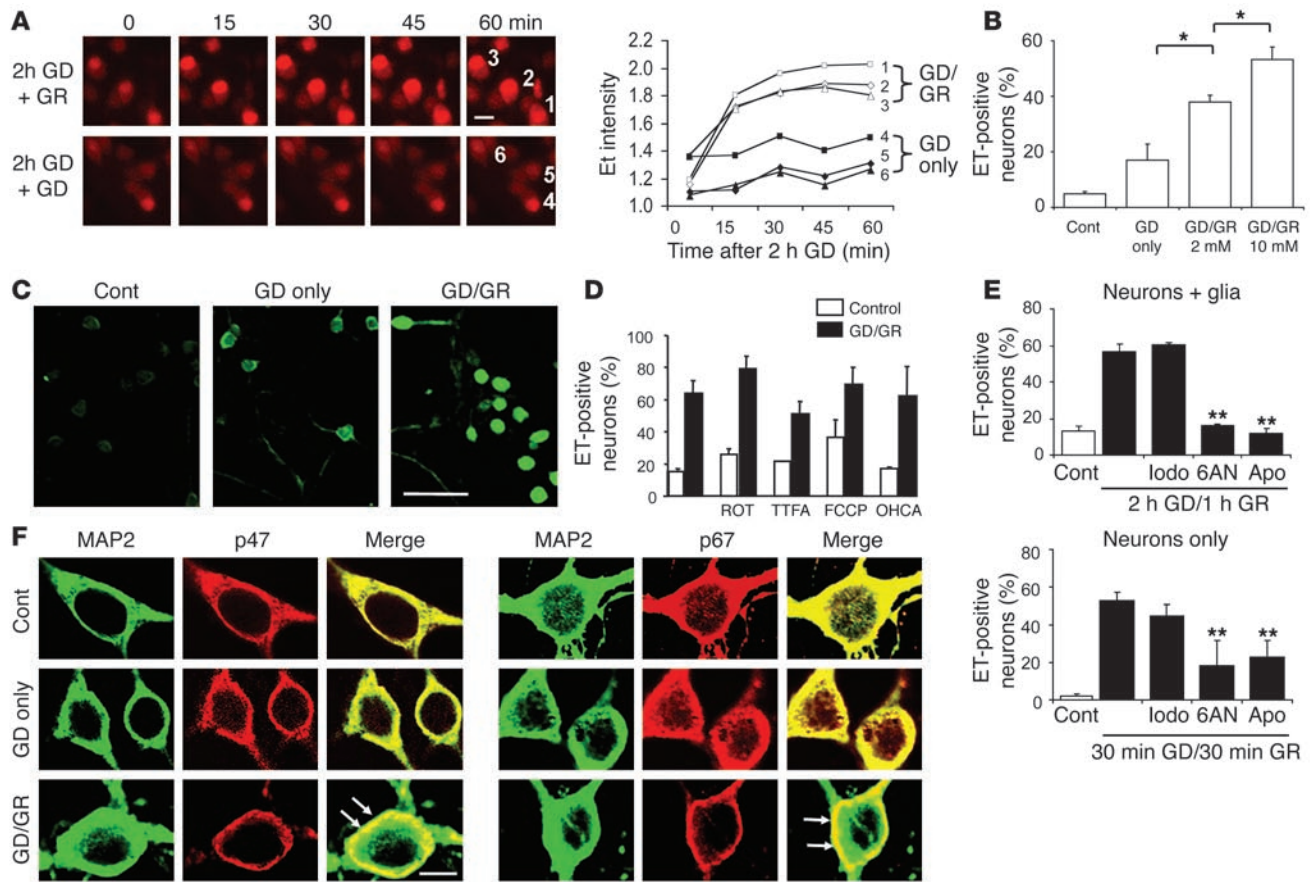 A
0 15 30 45 60 min
2h GD
+ GR
3
2
1
2h GD
+ GD
6
5
4
Et intensity
2.2
2.0
1.8
1.6
1.4
1.2
1.0
1
2
3
GD/
GR
4
5
6
GD
only
0 15 30 45 60
Time after 2 h GD (min)
B
ET-positive
neurons (%)
60
40
20
0
* *
Cont GD
only GD/GR
2 mM GD/GR
10 mM
C
Cont GD only GD/GR
D
Control
GD/GR
ET-positive
neurons (%)
100
80
60
40
20
0
ROT TTFA FCCP OHCA
E
Neurons + glia
ET-positive
neurons (%)
80
60
40
20
0
** **
Cont Iodo 6AN Apo
2 h GD/1 h GR
Neurons only
ET-positive
neurons (%)
80
60
40
20
0
** **
Cont Iodo 6AN Apo
30 min GD/30 min GR
F
MAP2 p47 Merge MAP2 p67 Merge
Cont
GD only
GD/GR